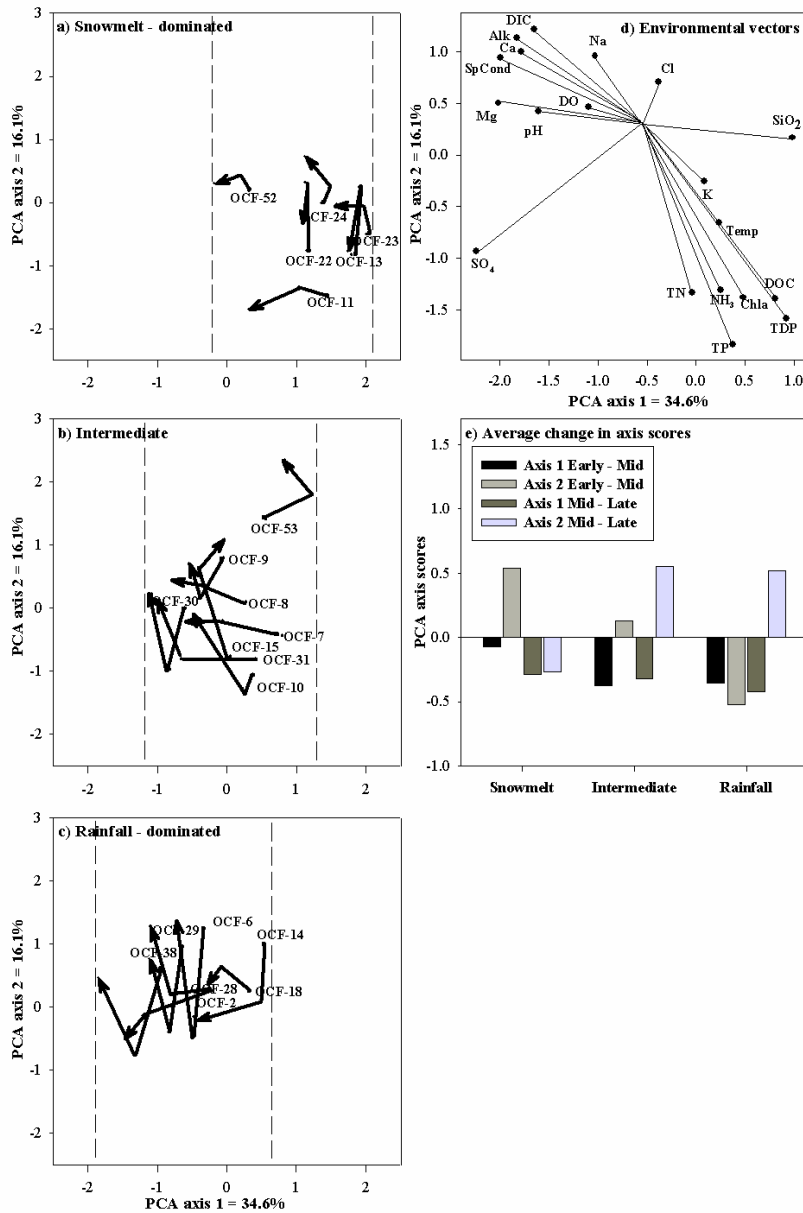 a) Snowmelt - dominated
PCA axis 2 = 16.1%
3
2
1
0
-1
-2
OCF-52
CF-24
OCF-23
OCF-22
OCF-13
OCF-11
-2
-1
0
1
2
d) Environmental vectors
PCA axis 2 = 16.1%
1.0
0.5
0.0
-0.5
-1.0
-1.5
DIC
Alk
Ca
SpCond
Na
Cl
DO
Mg
pH
SiO2
K
Temp
SO4
TN
NH3
Chla
DOC
TDP
TP
-2.0
-1.5
-1.0
-0.5
0.0
0.5
1.0
PCA axis 1 = 34.6%
b) Intermediate
PCA axis 2 = 16.1%
3
2
1
0
-1
-2
OCF-53
OCF-9
OCF-30
OCF-8
OCF-7
OCF-15
OCF-31
OCF-10
-2
-1
0
1
2
e) Average change in axis scores
PCA axis scores
1.5
1.0
0.5
0.0
-0.5
-1.0
Axis 1 Early - Mid
Axis 2 Early - Mid
Axis 1 Mid - Late
Axis 2 Mid - Late
Snowmelt
Intermediate
Rainfall
c) Rainfall - dominated
PCA axis 2 = 16.1%
3
2
1
0
-1
-2
OCF-29
OCF-6
OCF-14
OCF-38
OCF-28
OCF-18
OCF-2
-2
-1
0
1
2
PCA axis 1 = 34.6%